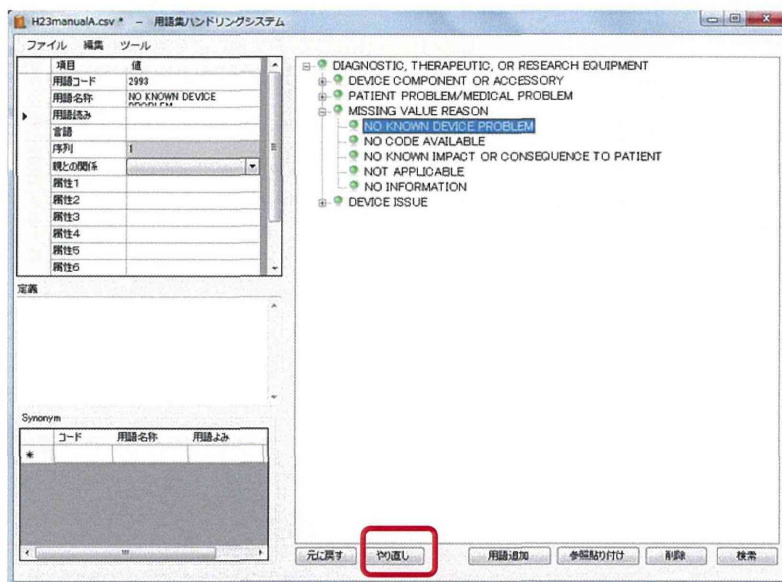 H23manualA.csv * － 用語集ハンドリングシステム
ファイル 編集 ツール
項目 値
用語コード 2993
用語名称 NO KNOWN DEVICE PROBLEM
用語読み
言語
序列 1
親との関係
属性1
属性2
属性3
属性4
属性5
属性6
定義
Synonym
コード 用語名称 用語よみ
*
DIAGNOSTIC, THERAPEUTIC, OR RESEARCH EQUIPMENT
DEVICE COMPONENT OR ACCESSORY
PATIENT PROBLEM/MEDICAL PROBLEM
MISSING VALUE REASON
NO KNOWN DEVICE PROBLEM
NO CODE AVAILABLE
NO KNOWN IMPACT OR CONSEQUENCE TO PATIENT
NOT APPLICABLE
NO INFORMATION
DEVICE ISSUE
元に戻す やり直し 用語追加 参照貼り付け 削除 検索